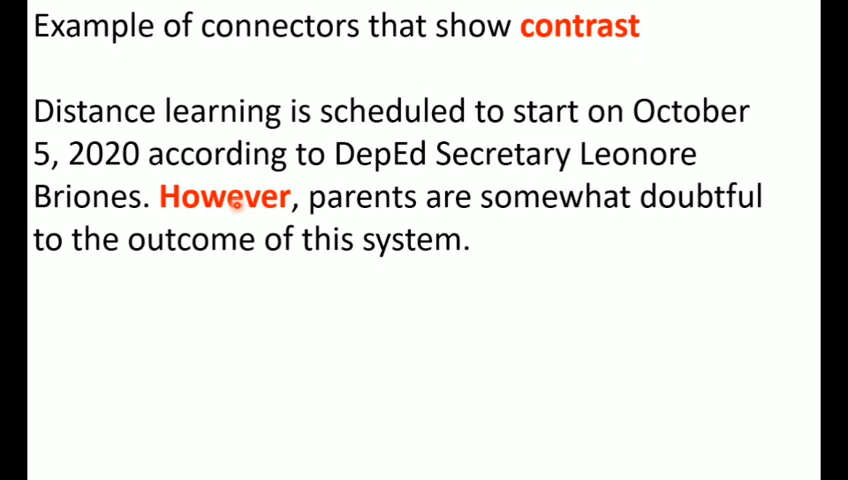 Example of connectors that show contrast
Distance learning is scheduled to start on October
5, 2020 according to DepEd Secretary Leonore
Briones. However, parents are somewhat doubtful
to the outcome of this system.